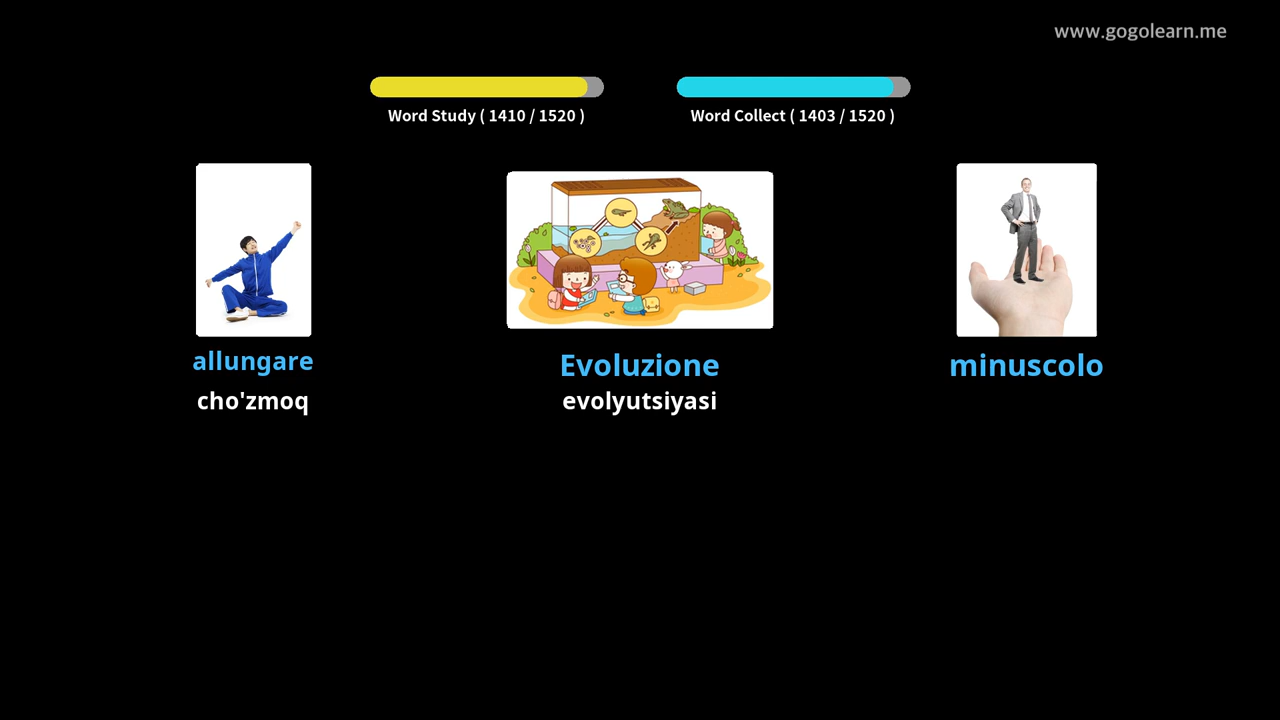 www.gogolearn.me
Word Study ( 1410 / 1520 )
Word Collect ( 1403 / 1520 )
allungare
cho'zmoq
Evoluzione
evolyutsiyasi
minuscolo